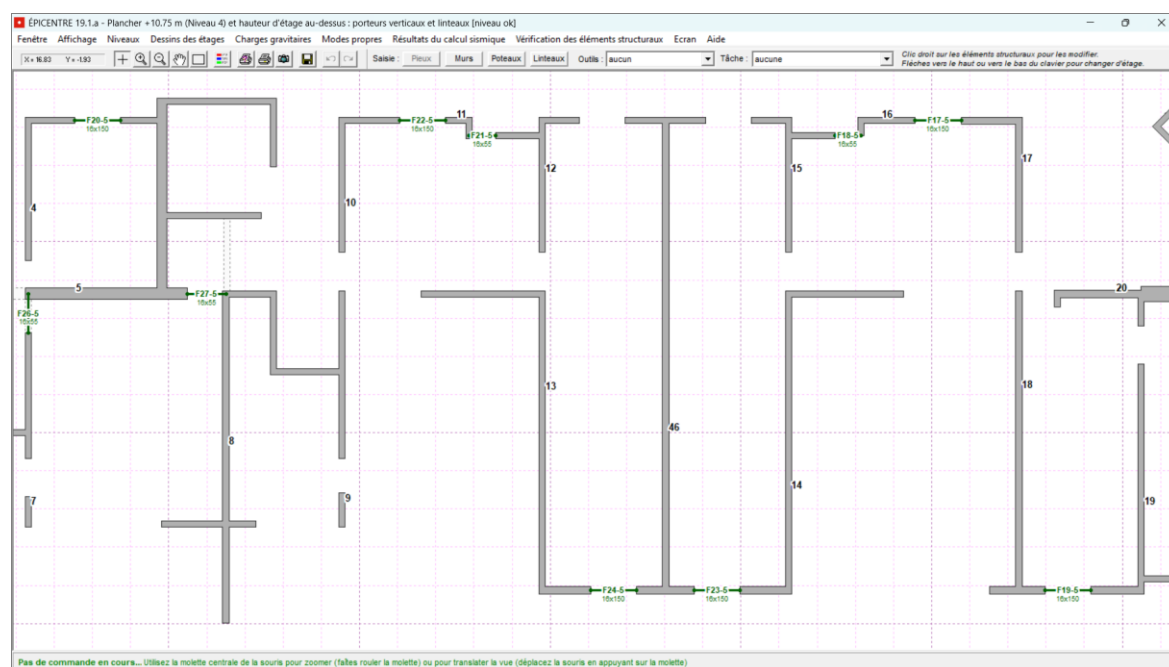 ÉPICENTRE 19.1.a - Plancher +10.75 m (Niveau 4) et hauteur d'étage au-dessus : porteurs verticaux et linteaux [niveau ok]
Fenêtre Affichage Niveaux Dessins des étages Charges gravitaires Modes propres Résultats du calcul sismique Vérification des éléments structuraux Ecran Aide
X = 16.83 Y = -1.93 Saisie : Pieux Murs Poteaux Linteaux Outils : aucun Tâche : aucune
Clic droit sur les éléments structuraux pour les modifier.
Flèches vers le haut ou vers le bas du clavier pour changer d'étage.
F20-5
16x150
F22-5
16x150
11
F21-5
16x55
16
F18-5
16x55
F17-5
16x150
4
10
12
15
17
5
F27-5
16x55
F26-5
16x55
20
8
13
46
14
18
7
9
19
F24-5
16x150
F23-5
16x150
F19-5
16x150
Pas de commande en cours... Utilisez la molette centrale de la souris pour zoomer (faîtes rouler la molette) ou pour translater la vue (déplacez la souris en appuyant sur la molette)